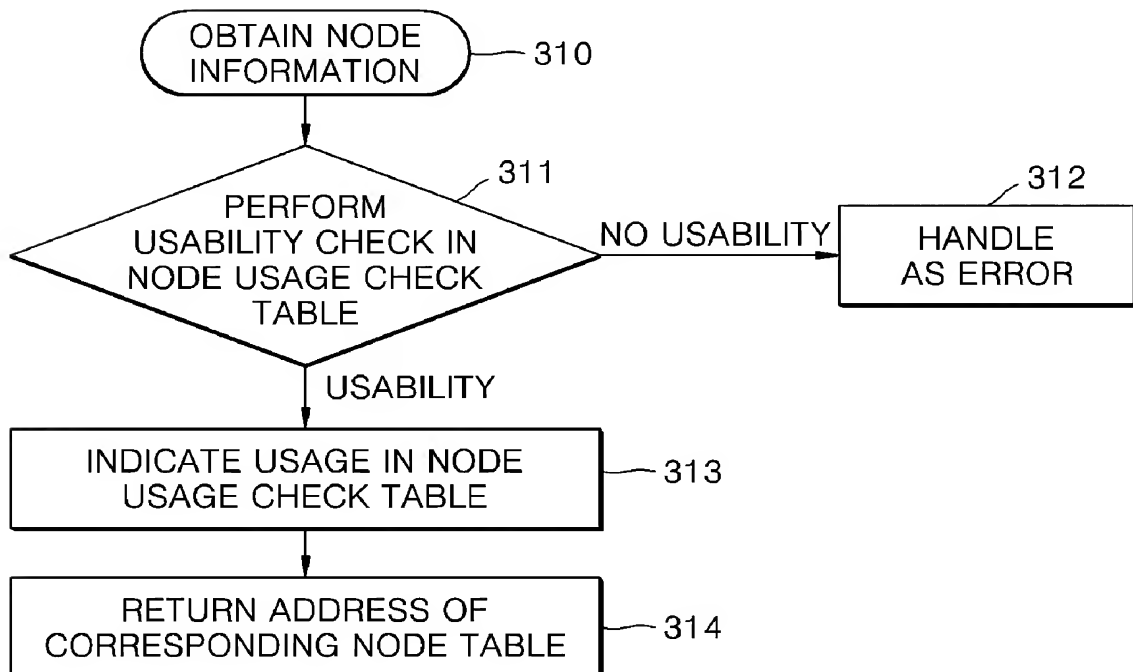 OBTAIN NODE
INFORMATION
310
311
PERFORM
USABILITY CHECK IN
NODE USAGE CHECK
TABLE
NO USABILITY
312
HANDLE
AS ERROR
USABILITY
INDICATE USAGE IN NODE
USAGE CHECK TABLE
313
RETURN ADDRESS OF
CORRESPONDING NODE TABLE
314